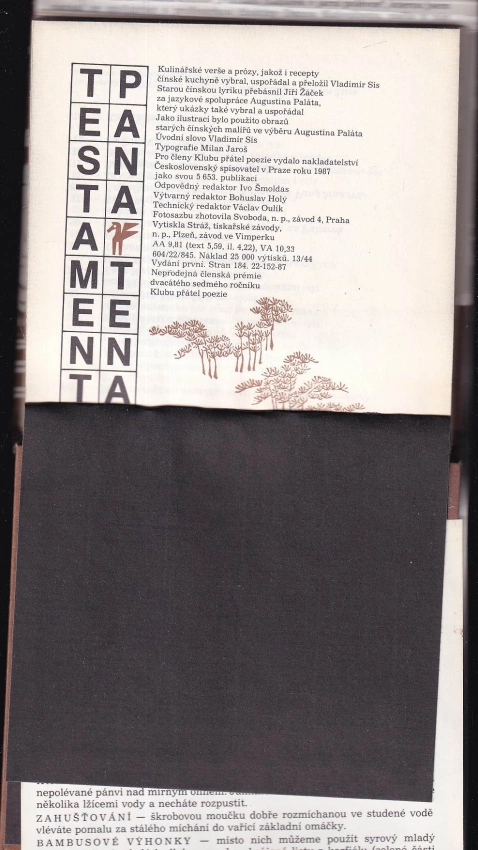 TESTAMENT
PANA TENA
Kulinářské verše a prózy, jakož i recepty
čínské kuchyně vybral, uspořádal a přeložil Vladimír Sís
Starou čínskou lyriku přebásnil Jiří Žáček
za jazykové spolupráce Augustina Paláta,
který ukázky také vybral a uspořádal
Jako ilustrací bylo použito obrazů
starých čínských malířů ve výběru Augustina Paláta
Úvodní slovo Vladimír Sís
Typografie Milan Jaroš
Pro členy Klubu přátel poezie vydalo nakladatelství
Československý spisovatel v Praze roku 1987
jako svou 5 653. publikaci
Odpovědný redaktor Ivo Šmoldas
Výtvarný redaktor Bohuslav Holý
Technický redaktor Václav Oulík
Fotosazbu zhotovila Svoboda, n. p., závod 4, Praha
Vytiskla Stráž, tiskařské závody,
n. p., Plzeň, závod ve Vimperku
AA 9,81 (text 5,59, il. 4,22), VA 10,33
604/22/845. Náklad 25 000 výtisků. 13/44
Vydání první. Stran 184. 22-152-87
Neprodejná členská prémie
dvacátého sedmého ročníku
Klubu přátel poezie
nepolévané pánvi nad mírným
několika lžícemi vody a necháte rozpustit.
ZAHUŠŤOVÁNÍ — škrobovou moučku dobře rozmíchanou ve studené vodě
vléváte pomalu za stálého míchání do vařící základní omáčky.
BAMBUSOVÉ VÝHONKY — místo nich můžeme použít syrový mladý